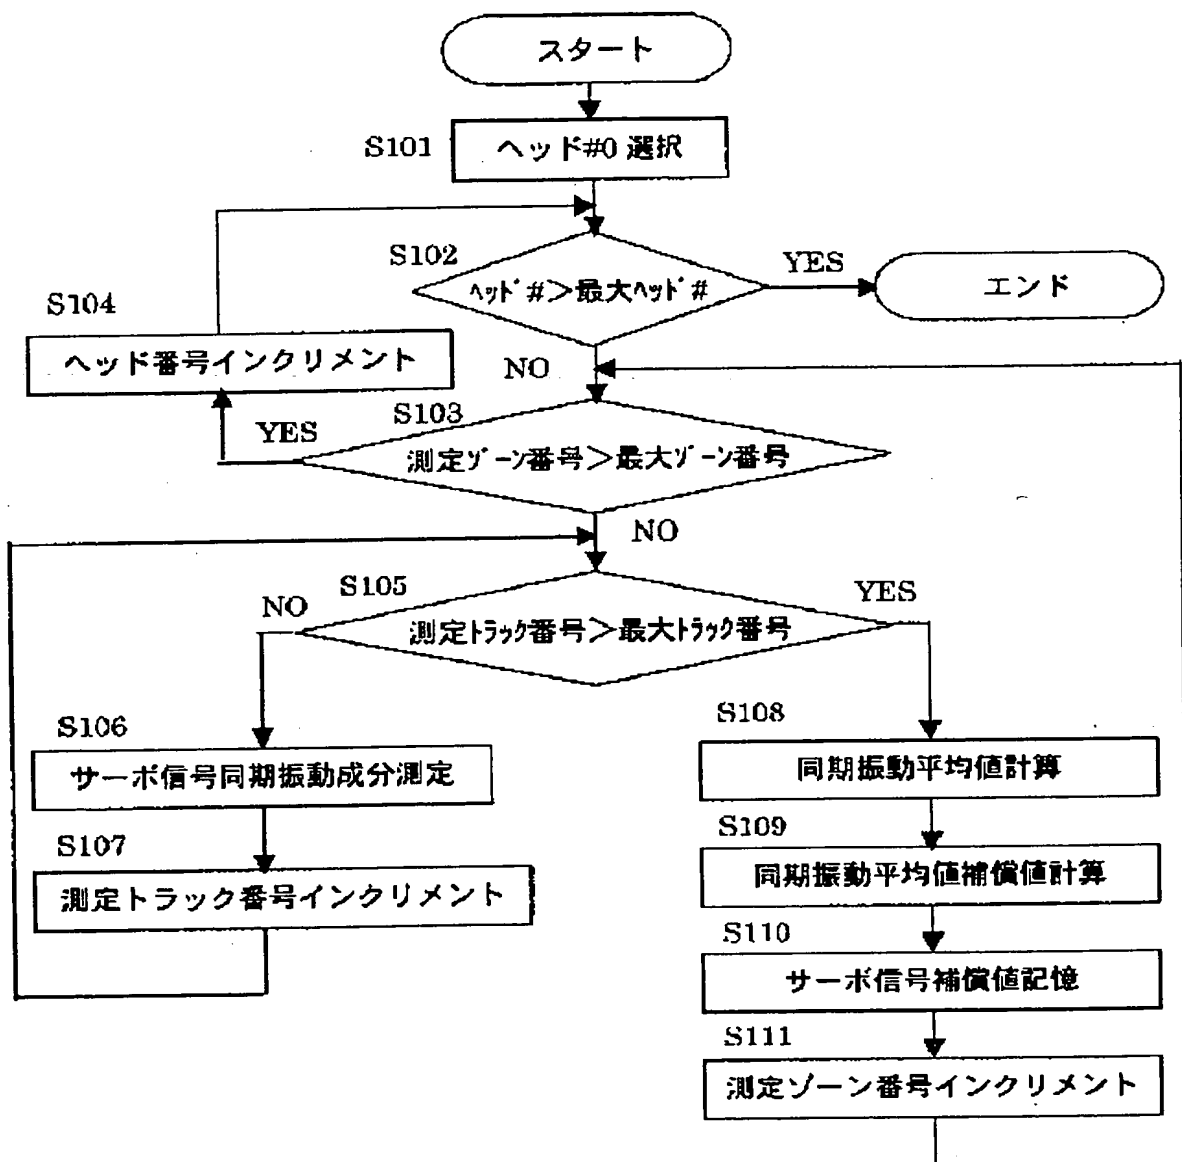 スタート
S101
ヘッド#0 選択
S102
ﾍｯﾄﾞ#＞最大ﾍｯﾄﾞ#
YES
エンド
S104
ヘッド番号インクリメント
NO
S103
YES
測定ｿﾞｰﾝ番号＞最大ｿﾞｰﾝ番号
NO
S105
NO
YES
測定ﾄﾗｯｸ番号＞最大ﾄﾗｯｸ番号
S106
サーボ信号同期振動成分測定
S107
測定トラック番号インクリメント
S108
同期振動平均値計算
S109
同期振動平均値補償値計算
S110
サーボ信号補償値記憶
S111
測定ゾーン番号インクリメント